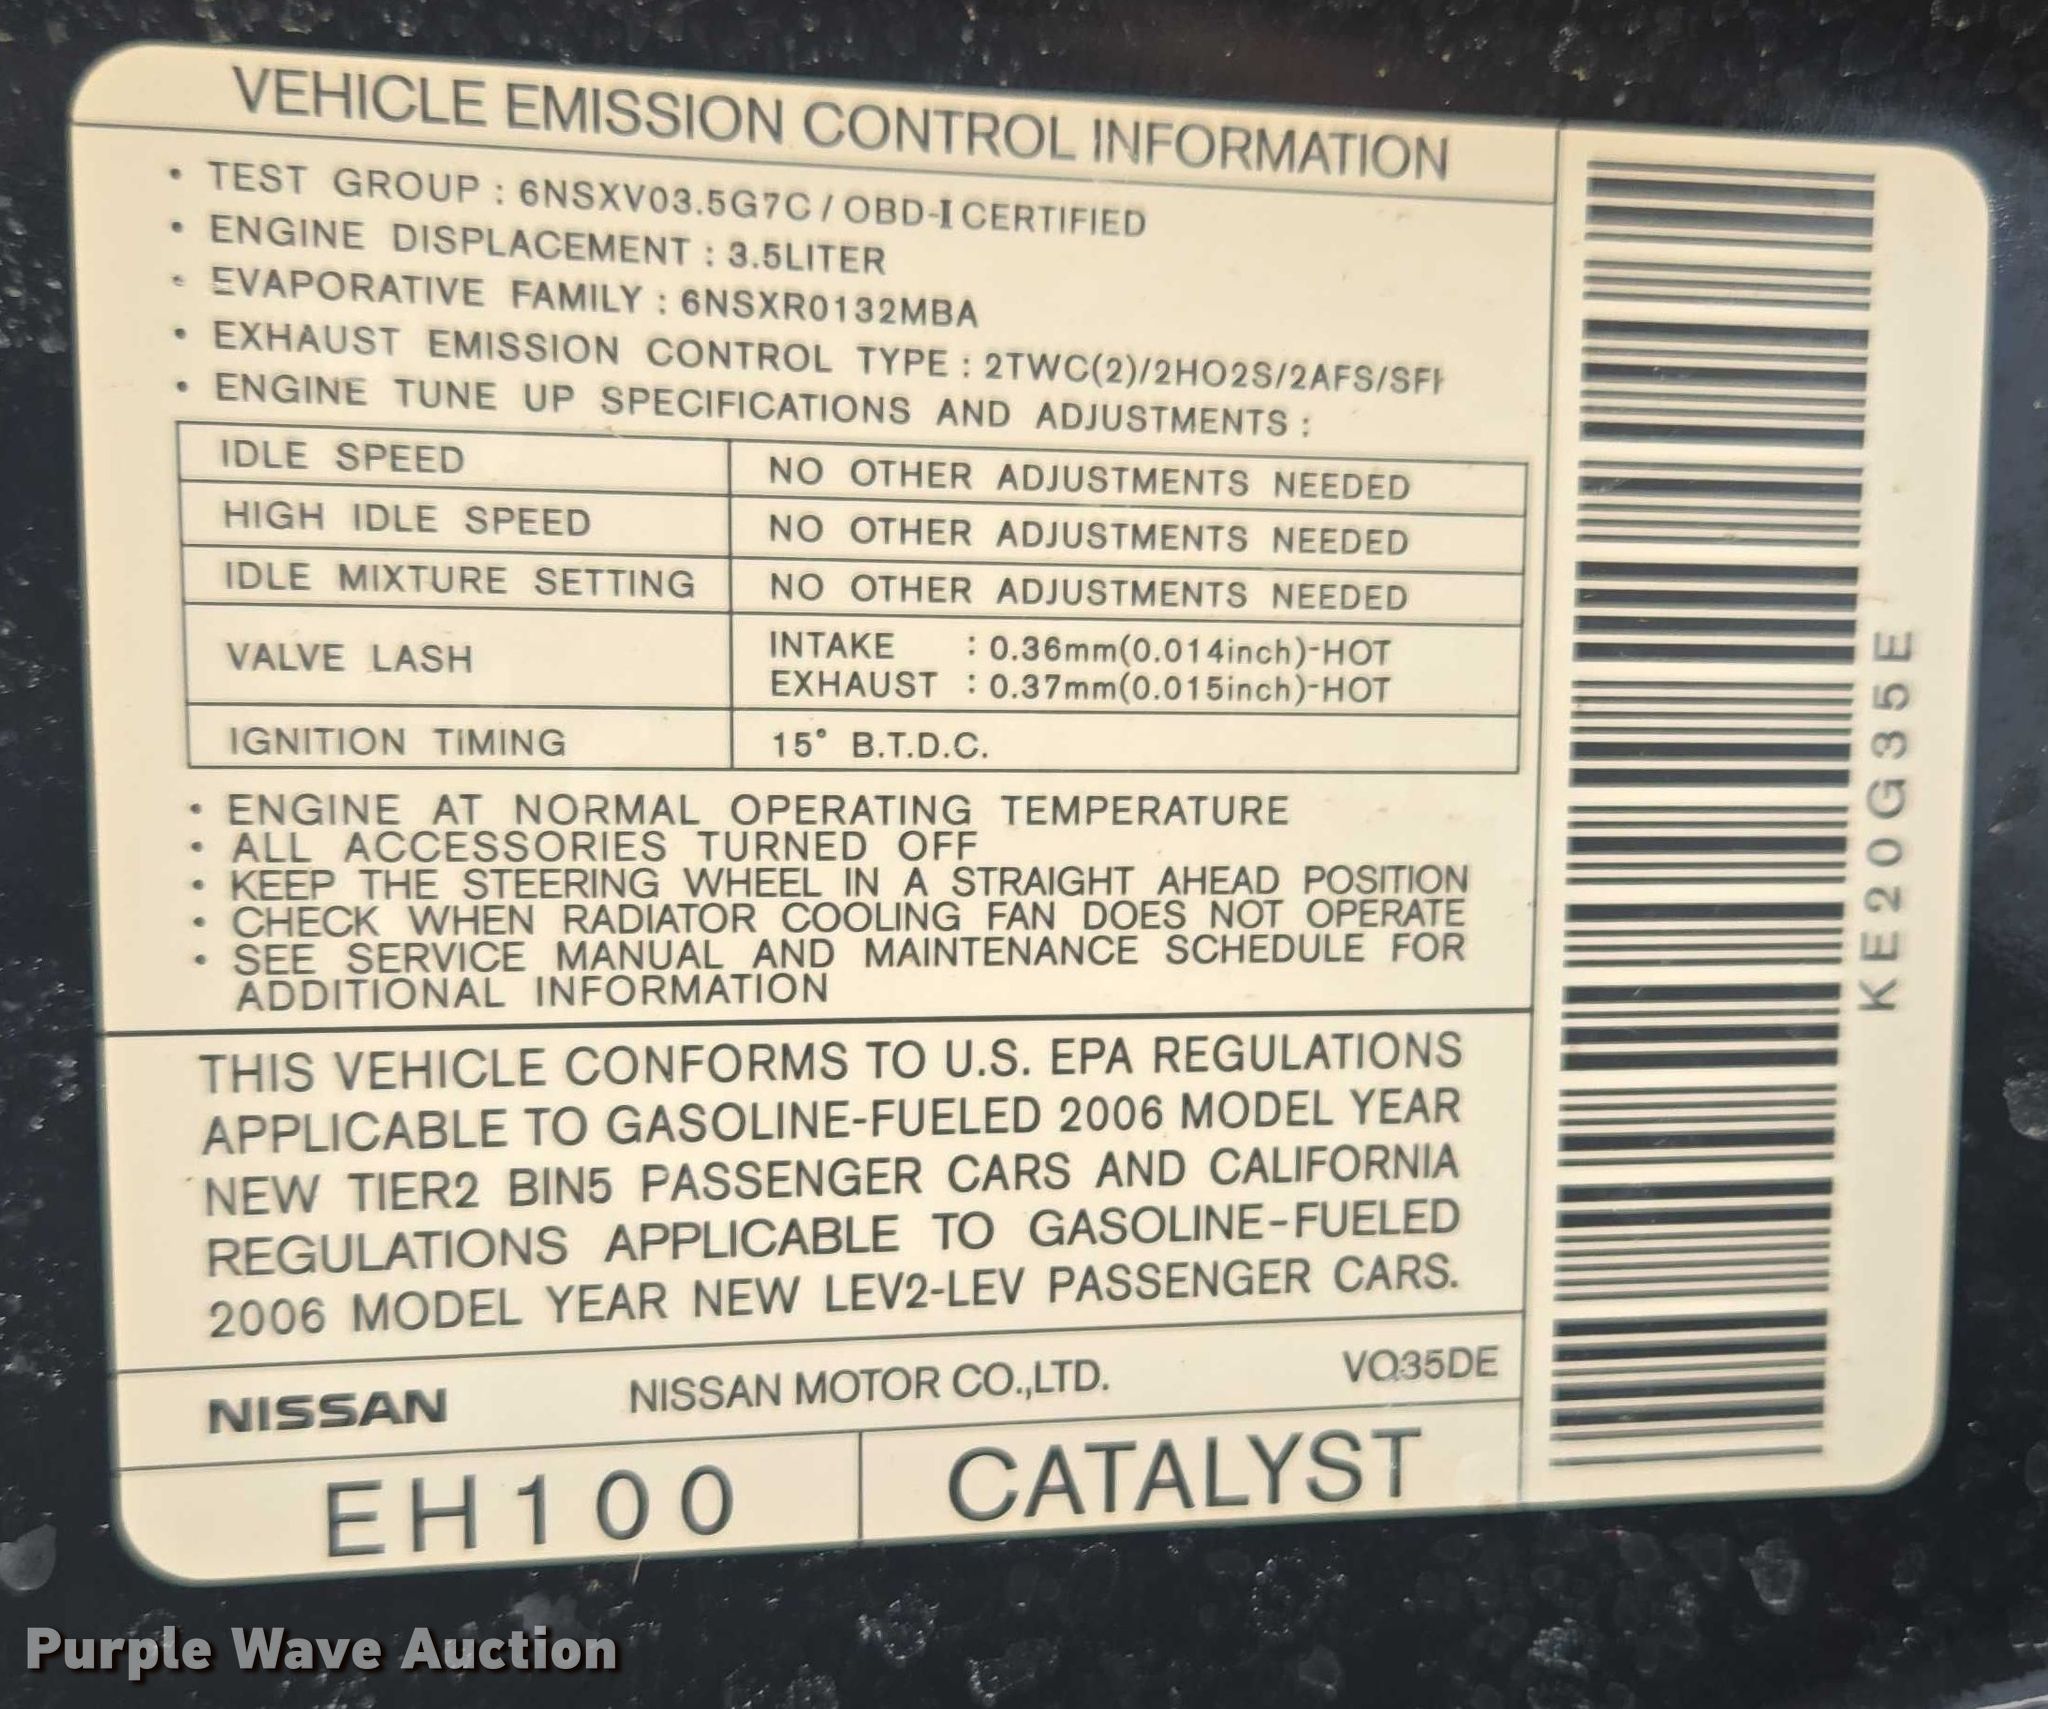 VEHICLE EMISSION CONTROL INFORMATION
• TEST GROUP : 6NSXV03.5G7C / OBD-II CERTIFIED
• ENGINE DISPLACEMENT : 3.5LITER
• EVAPORATIVE FAMILY : 6NSXR0132MBA
• EXHAUST EMISSION CONTROL TYPE : 2TWC(2)/2HO2S/2AFS/SFI
• ENGINE TUNE UP SPECIFICATIONS AND ADJUSTMENTS :
IDLE SPEED NO OTHER ADJUSTMENTS NEEDED
HIGH IDLE SPEED NO OTHER ADJUSTMENTS NEEDED
IDLE MIXTURE SETTING NO OTHER ADJUSTMENTS NEEDED
VALVE LASH INTAKE : 0.36mm(0.014inch)-HOT
EXHAUST : 0.37mm(0.015inch)-HOT
IGNITION TIMING 15° B.T.D.C.
• ENGINE AT NORMAL OPERATING TEMPERATURE
• ALL ACCESSORIES TURNED OFF
• KEEP THE STEERING WHEEL IN A STRAIGHT AHEAD POSITION
• CHECK WHEN RADIATOR COOLING FAN DOES NOT OPERATE
• SEE SERVICE MANUAL AND MAINTENANCE SCHEDULE FOR
ADDITIONAL INFORMATION
THIS VEHICLE CONFORMS TO U.S. EPA REGULATIONS
APPLICABLE TO GASOLINE-FUELED 2006 MODEL YEAR
NEW TIER2 BIN5 PASSENGER CARS AND CALIFORNIA
REGULATIONS APPLICABLE TO GASOLINE-FUELED
2006 MODEL YEAR NEW LEV2-LEV PASSENGER CARS.
NISSAN NISSAN MOTOR CO.,LTD. VQ35DE
EH100 CATALYST
KE20G35E
Purple Wave Auction